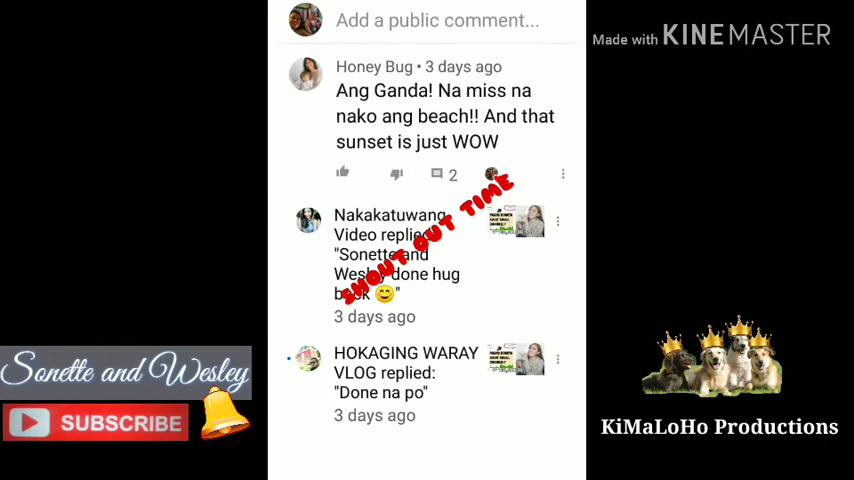 Add a public comment...
Made with KINEMASTER
Honey Bug • 3 days ago
Ang Ganda! Na miss na
nako ang beach!! And that
sunset is just WOW
2
SHOUT OUT TIME
Nakakatuwang
Video replied:
"Sonette and
Wesley done hug
back 😊"
3 days ago
HOKAGING WARAY
VLOG replied:
"Done na po"
3 days ago
Sonette and Wesley
SUBSCRIBE
KiMaLoHo Productions